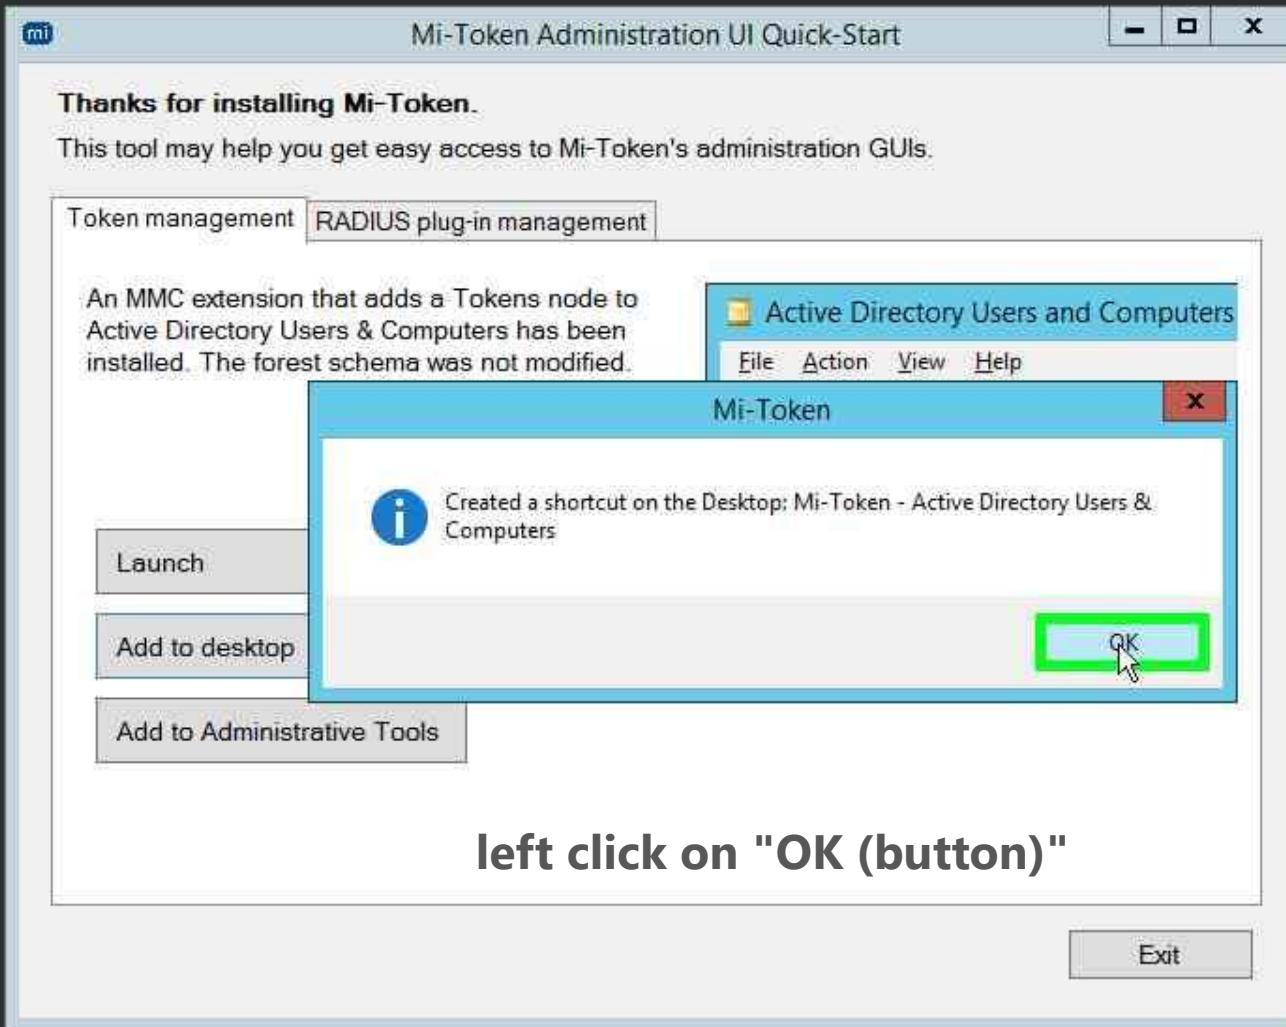 mi
Mi-Token Administration UI Quick-Start
Thanks for installing Mi-Token.
This tool may help you get easy access to Mi-Token's administration GUIs.
Token management
RADIUS plug-in management
An MMC extension that adds a Tokens node to
Active Directory Users & Computers has been
installed. The forest schema was not modified.
Active Directory Users and Computers
File Action View Help
Mi-Token
Created a shortcut on the Desktop: Mi-Token - Active Directory Users &
Computers
OK
Launch
Add to desktop
Add to Administrative Tools
left click on "OK (button)"
Exit